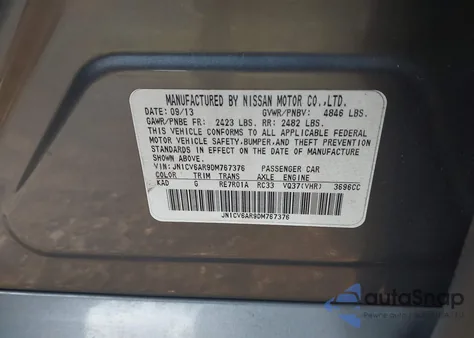 MANUFACTURED BY NISSAN MOTOR CO.,LTD.
DATE: 09/13 GVWR/PNBV: 4846 LBS.
GAWR/PNBE FR: 2423 LBS. RR: 2482 LBS.
THIS VEHICLE CONFORMS TO ALL APPLICABLE FEDERAL
MOTOR VEHICLE SAFETY, BUMPER, AND THEFT PREVENTION
STANDARDS IN EFFECT ON THE DATE OF MANUFACTURE
SHOWN ABOVE.
VIN: JN1CV6AR9DM767376 PASSENGER CAR
COLOR TRIM TRANS AXLE ENGINE
KAD G RE7R01A RC33 VQ37(VHR) 3696CC
JN1CV6AR9DM767376
autoSnap